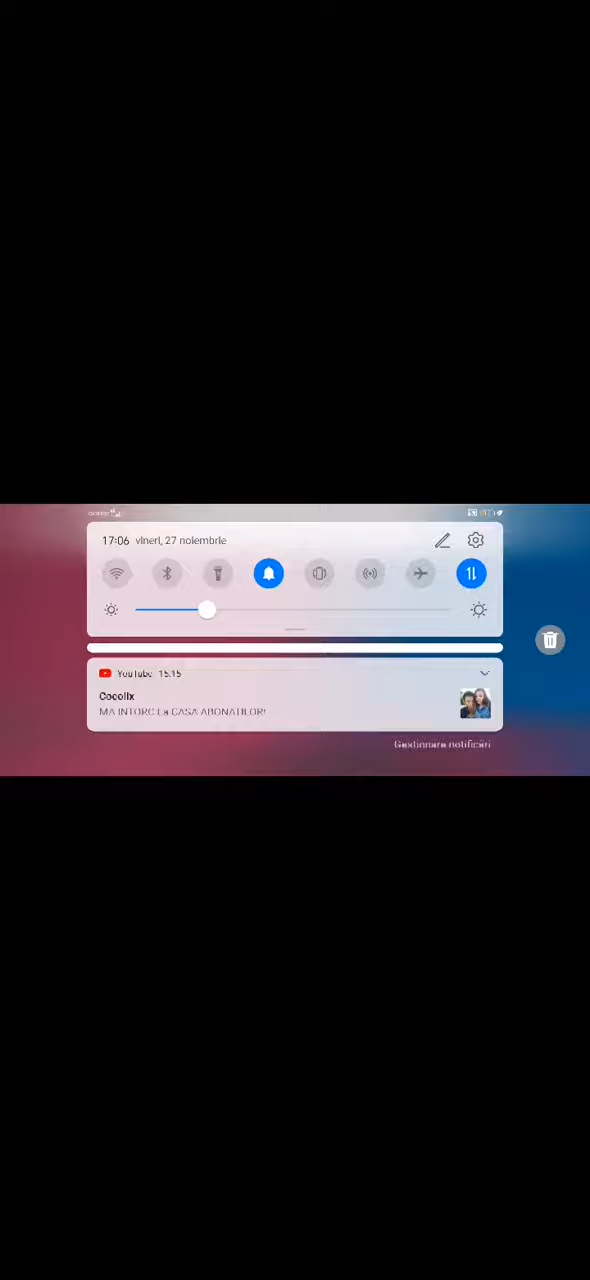 17:06 vineri, 27 noiembrie
YouTube 15:15
Cocolix
MA INTORC La CASA ABONATILOR!
Gestionare notificări